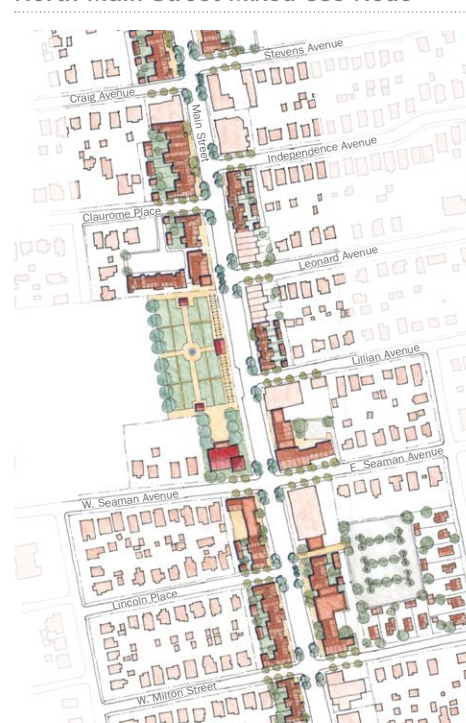 North Main Street Mixed-Use Node
Stevens Avenue
Craig Avenue
Main Street
Independence Avenue
Claurome Place
Leonard Avenue
Lillian Avenue
E. Seaman Avenue
W. Seaman Avenue
Lincoln Place
W. Milton Street